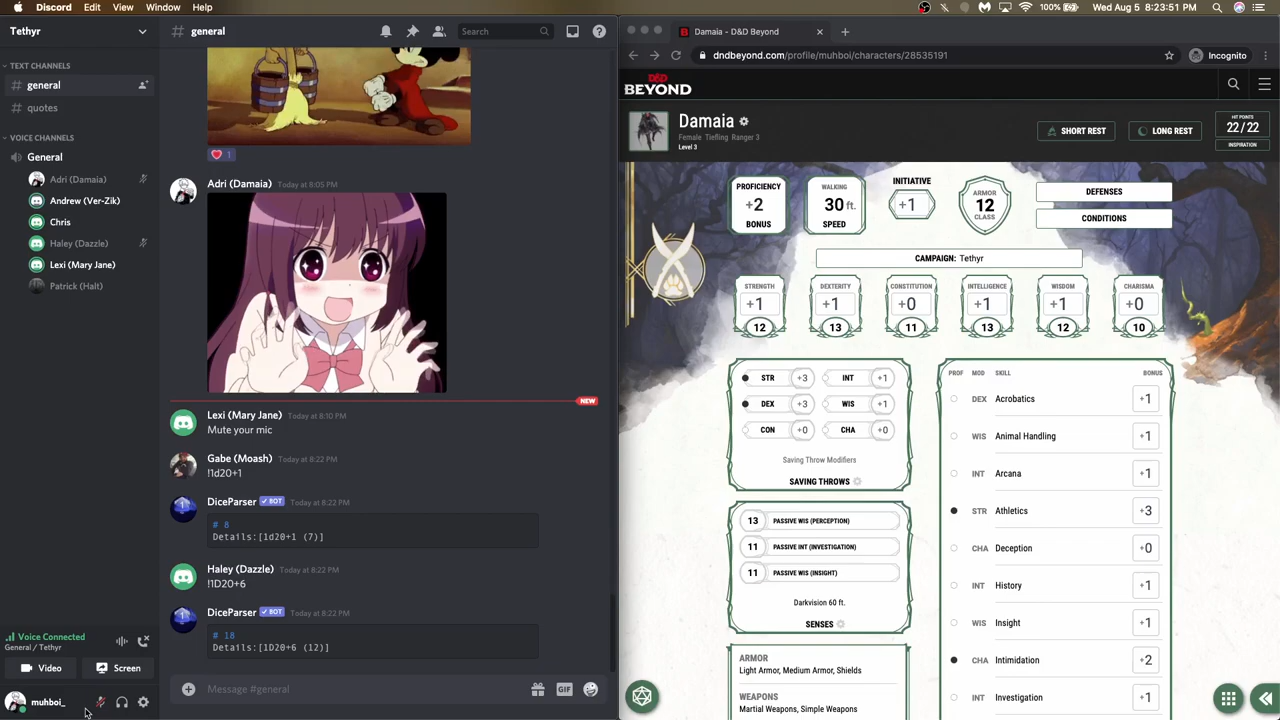 Discord File Edit View Window Help
8:23 PM
Tethyr
TEXT CHANNELS
# general
# quotes
VOICE CHANNELS
General
Adri (Damaia)
Andrew (Ver-Zik)
Chris
Haley (Dazzle)
Lexi (Mary Jane)
Patrick (Halt)
Voice Connected
General / Tethyr
Video
Screen
muhboi_
# general
Search
1
Adri (Damaia) Today at 8:05 PM
NEW
Lexi (Mary Jane) Today at 8:10 PM
Mute your mic
Gabe (Moash) Today at 8:22 PM
!1d20+1
DiceParser ✓ BOT Today at 8:22 PM
# 8
Details:[1d20+1 (7)]
Haley (Dazzle) Today at 8:22 PM
!1D20+6
DiceParser ✓ BOT Today at 8:22 PM
# 18
Details:[1D20+6 (12)]
Message #general
GIF
Damaia - D&D Beyond
dndbeyond.com/profile/muhboi/characters/28535191
Incognito
D&D
BEYOND
Damaia
Female Tiefling Ranger 3
Level 3
SHORT REST
LONG REST
HIT POINTS
22/22
INSPIRATION
PROFICIENCY
+2
BONUS
WALKING
30 ft.
SPEED
INITIATIVE
+1
ARMOR
12
CLASS
DEFENSES
CONDITIONS
CAMPAIGN: Tethyr
STRENGTH
+1
12
DEXTERITY
+1
13
CONSTITUTION
+0
11
INTELLIGENCE
+1
13
WISDOM
+1
12
CHARISMA
+0
10
STR +3 INT +1
DEX +3 WIS +1
CON +0 CHA +0
Saving Throw Modifiers
SAVING THROWS
13 PASSIVE WIS (PERCEPTION)
11 PASSIVE INT (INVESTIGATION)
11 PASSIVE WIS (INSIGHT)
Darkvision 60 ft.
SENSES
ARMOR
Light Armor, Medium Armor, Shields
WEAPONS
Martial Weapons, Simple Weapons
PROF MOD SKILL BONUS
DEX Acrobatics +1
WIS Animal Handling +1
INT Arcana +1
STR Athletics +3
CHA Deception +0
INT History +1
WIS Insight +1
CHA Intimidation +2
INT Investigation +1